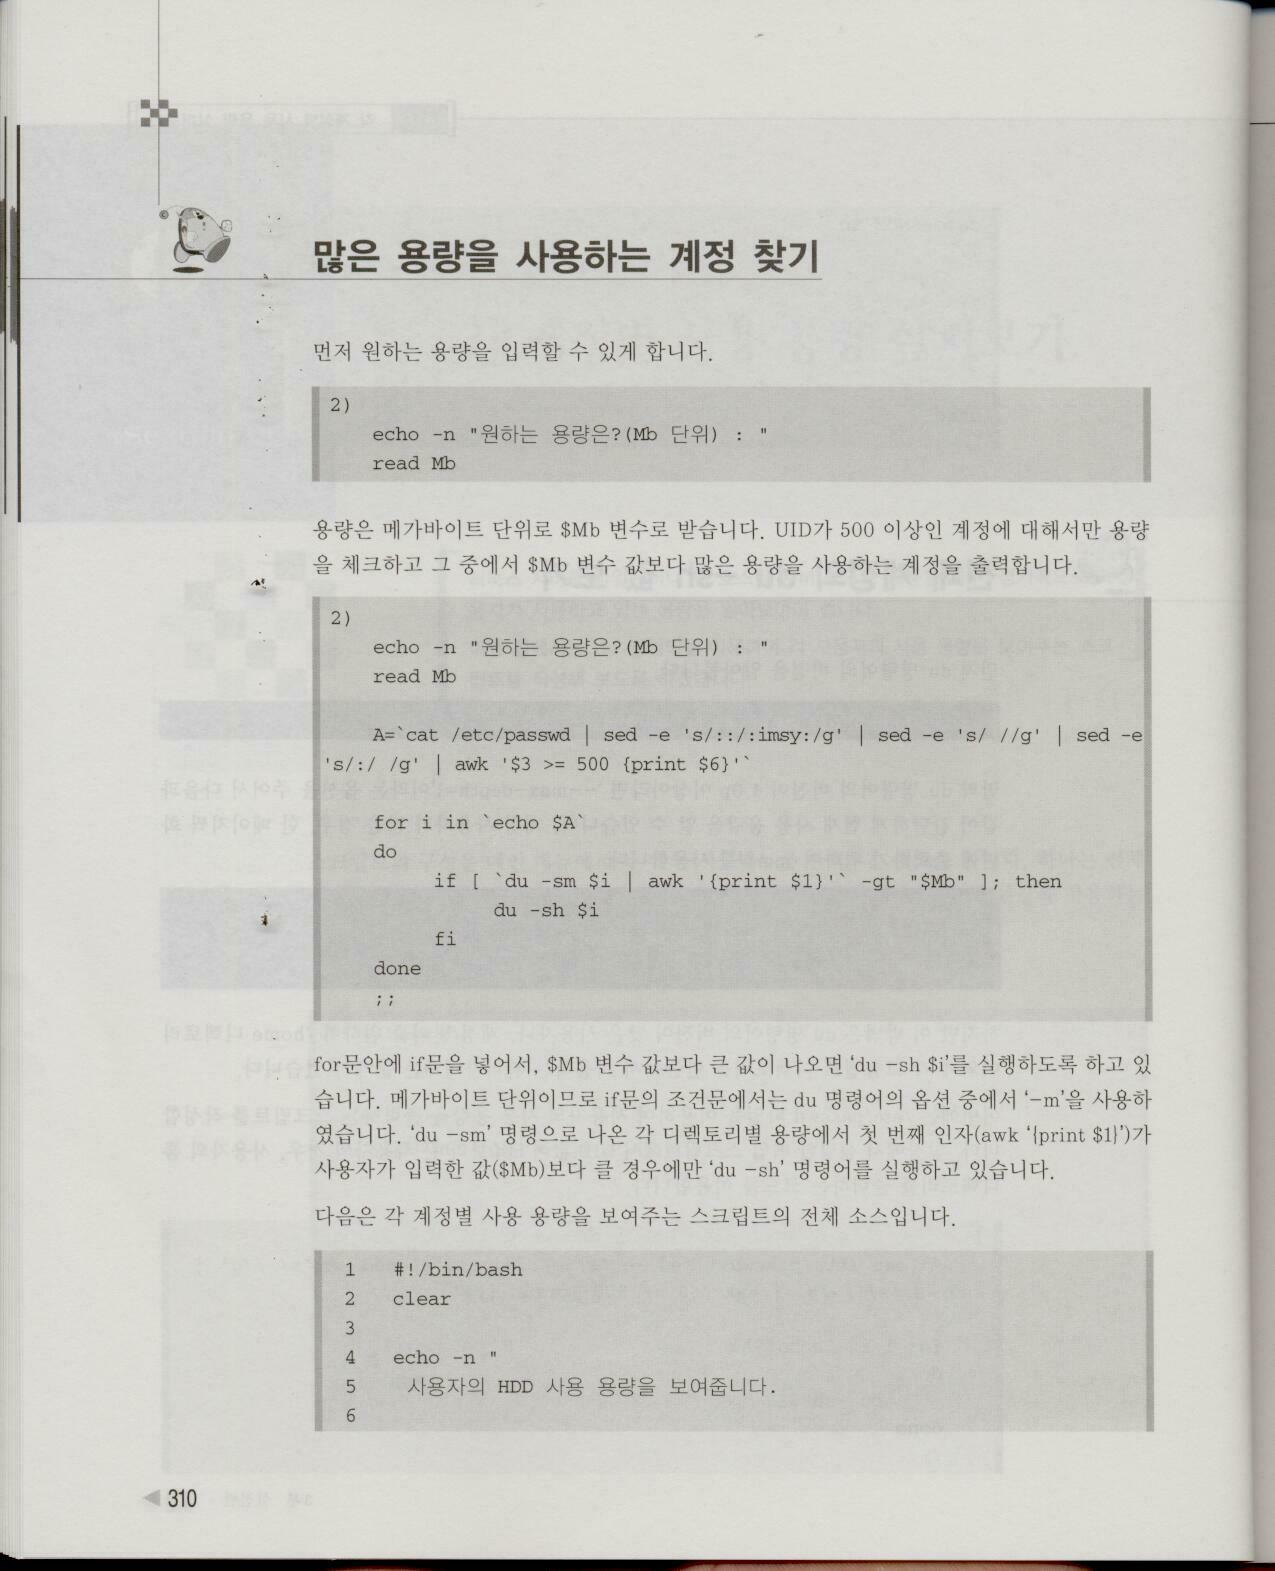 많은 용량을 사용하는 계정 찾기
먼저 원하는 용량을 입력할 수 있게 합니다.
2)
echo -n "원하는 용량은?(Mb 단위) : "
read Mb
용량은 메가바이트 단위로 $Mb 변수로 받습니다. UID가 500 이상인 계정에 대해서만 용량
을 체크하고 그 중에서 $Mb 변수 값보다 많은 용량을 사용하는 계정을 출력합니다.
2)
echo -n "원하는 용량은?(Mb 단위) : "
read Mb
A=`cat /etc/passwd | sed -e 's/::/:imsy:/g' | sed -e 's/ //g' | sed -e
's/:/ /g' | awk '$3 >= 500 {print $6}'`
for i in `echo $A`
do
if [ `du -sm $i | awk '{print $1}'` -gt "$Mb" ]; then
du -sh $i
fi
done
;;
for문안에 if문을 넣어서, $Mb 변수 값보다 큰 값이 나오면 ‘du -sh $i’를 실행하도록 하고 있
습니다. 메가바이트 단위이므로 if문의 조건문에서는 du 명령어의 옵션 중에서 ‘-m’을 사용하
였습니다. ‘du -sm’ 명령으로 나온 각 디렉토리별 용량에서 첫 번째 인자(awk ‘{print $1}’)가
사용자가 입력한 값($Mb)보다 클 경우에만 ‘du -sh’ 명령어를 실행하고 있습니다.
다음은 각 계정별 사용 용량을 보여주는 스크립트의 전체 소스입니다.
1 #!/bin/bash
2 clear
3
4 echo -n "
5 사용자의 HDD 사용 용량을 보여줍니다.
6
◀ 310